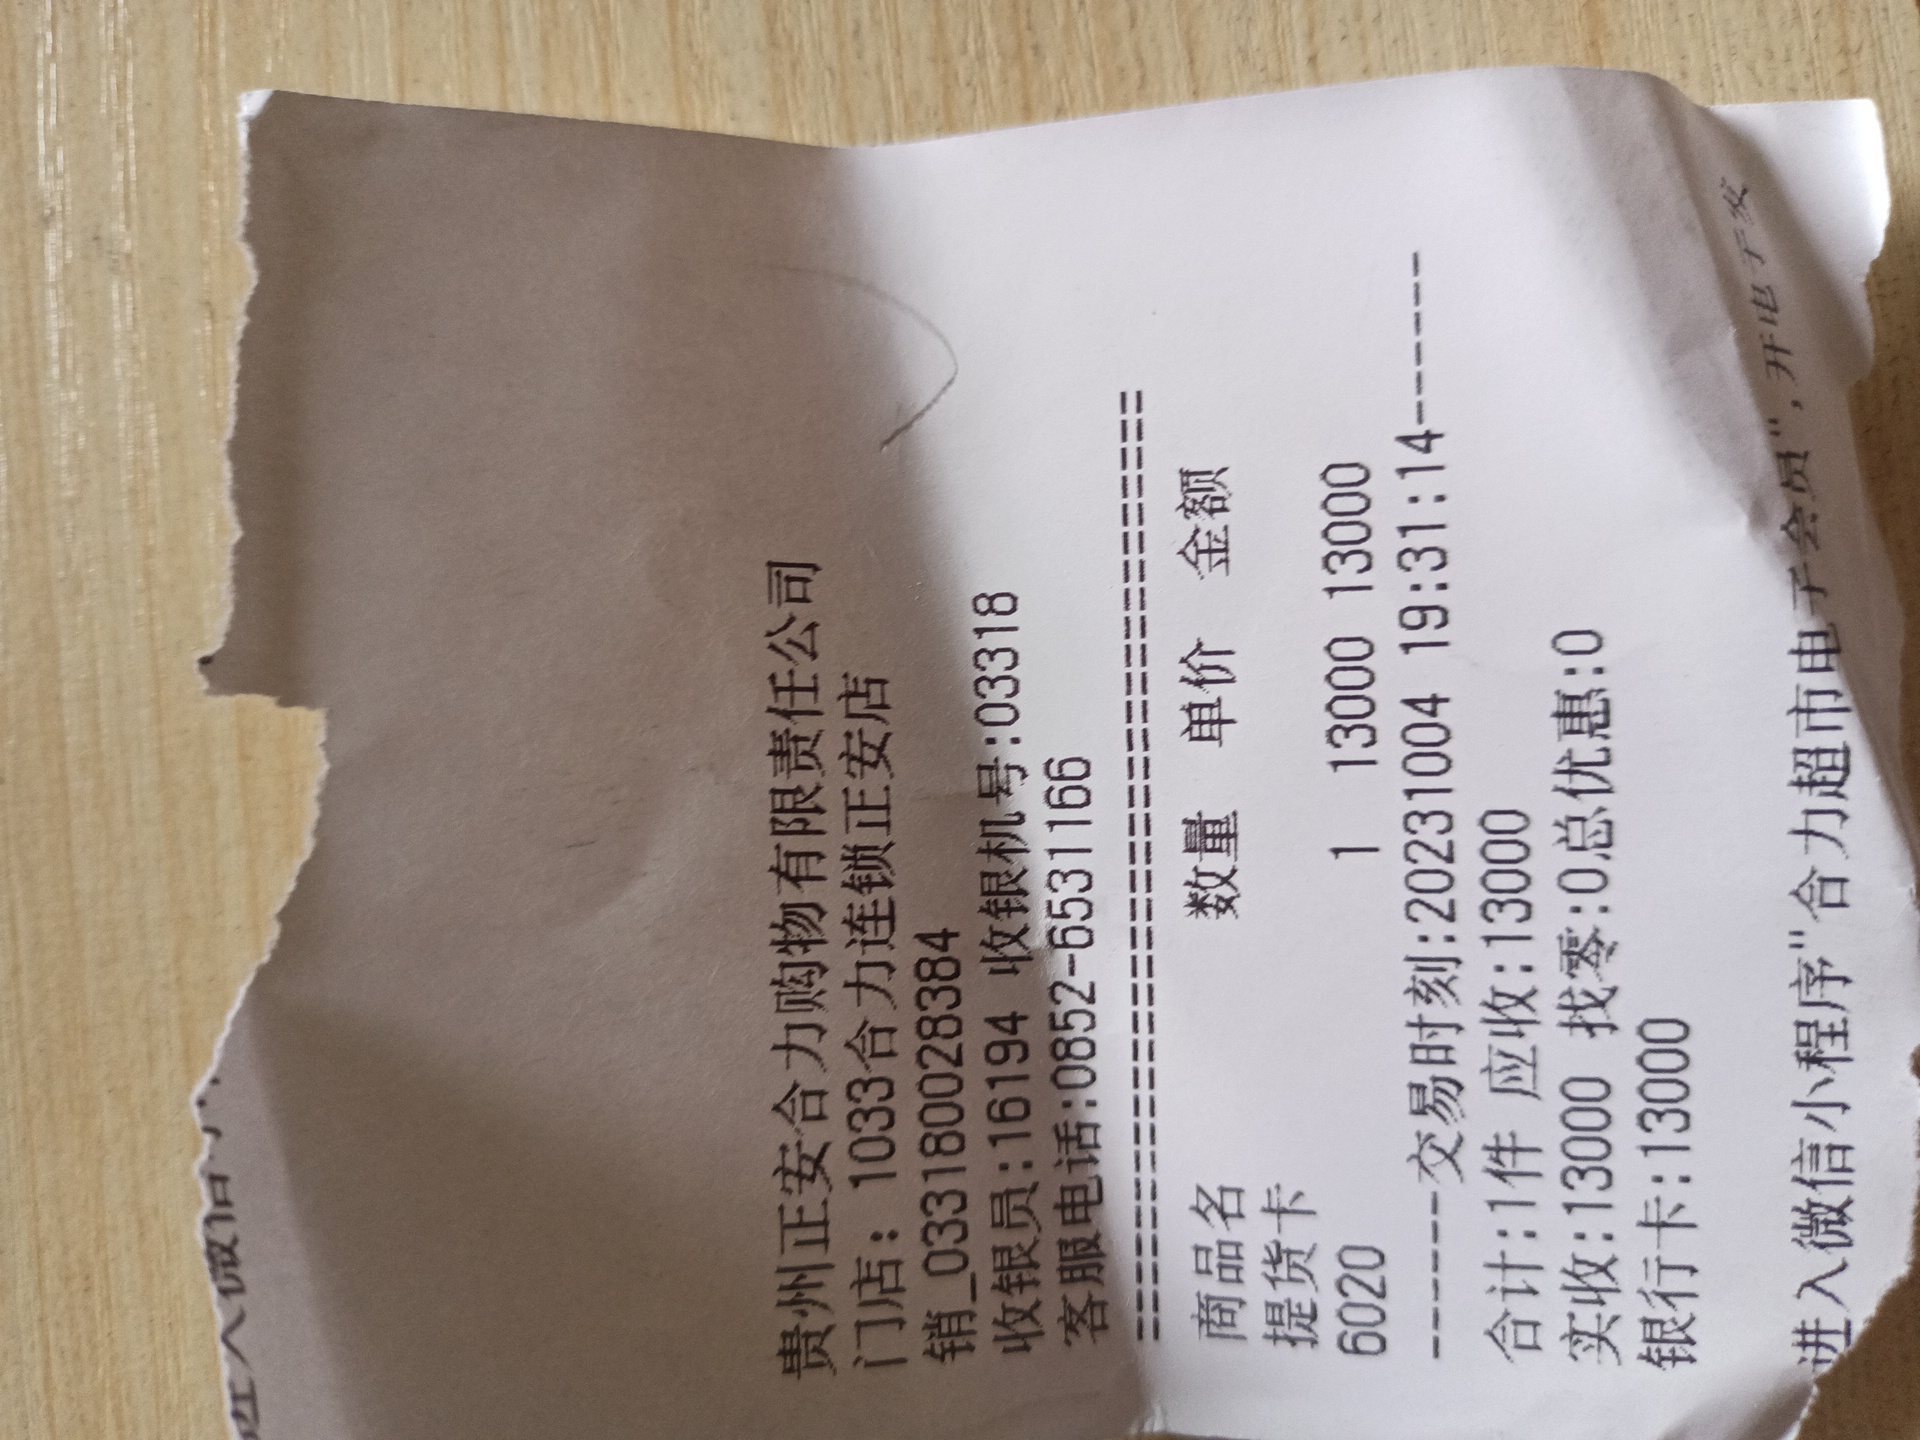 贵州正安合力购物有限责任公司
门店: 1033合力连锁正安店
销_033180028384
收银员:16194 收银机号:03318
客服电话:0852-6531166
==============================
商品名 数量 单价 金额
提货卡
6020 1 13000 13000
-------交易时刻:20231004 19:31:14-------
合计:1件 应收:13000
实收:13000 找零:0总优惠:0
银行卡:13000
进入微信小程序"合力超市电子会员",开电子发